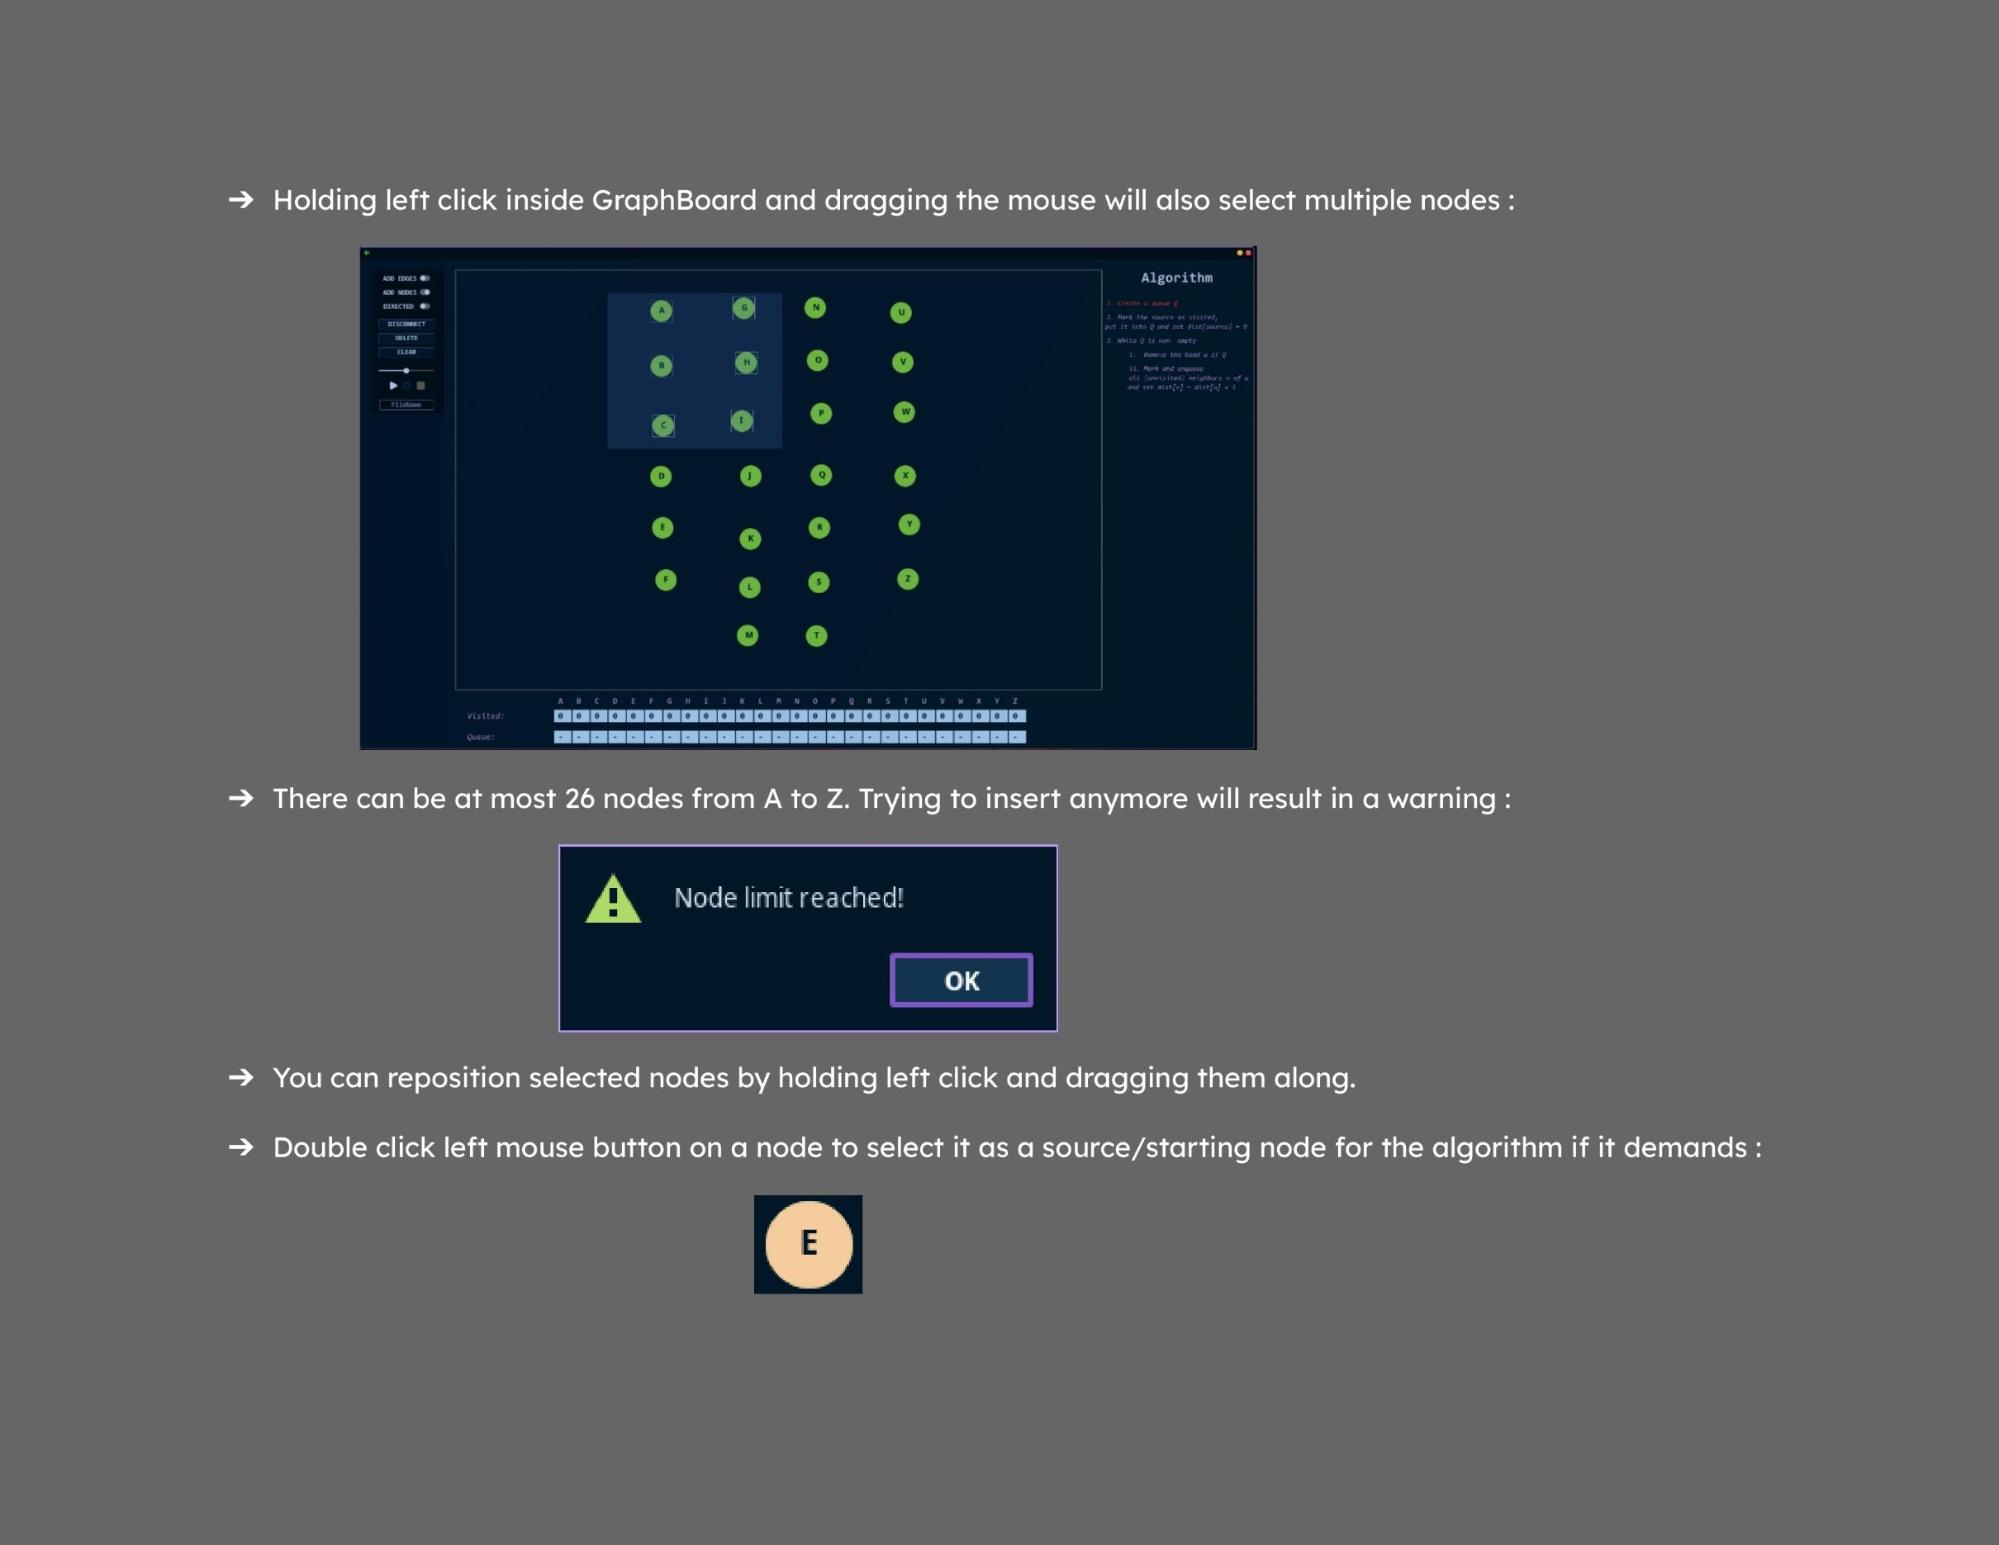 ➔ Holding left click inside GraphBoard and dragging the mouse will also select multiple nodes :
ADD EDGES
ADD NODES
DIRECTED
DISCONNECT
DELETE
CLEAR
FileName
A G N U
B H O V
C I P W
D J Q X
E K R Y
F L S Z
M T
Algorithm
1. Create a queue Q
2. Mark the source as visited,
put it into Q and set dist[source] = 0
3. While Q is non empty
i. Remove the head u of Q
ii. Mark and enqueue
all (unvisited) neighbors v of u
and set dist[v] = dist[u] + 1
A B C D E F G H I J K L M N O P Q R S T U V W X Y Z
Visited: 0 0 0 0 0 0 0 0 0 0 0 0 0 0 0 0 0 0 0 0 0 0 0 0 0 0
Queue: - - - - - - - - - - - - - - - - - - - - - - - - - -
➔ There can be at most 26 nodes from A to Z. Trying to insert anymore will result in a warning :
Node limit reached!
OK
➔ You can reposition selected nodes by holding left click and dragging them along.
➔ Double click left mouse button on a node to select it as a source/starting node for the algorithm if it demands :
E